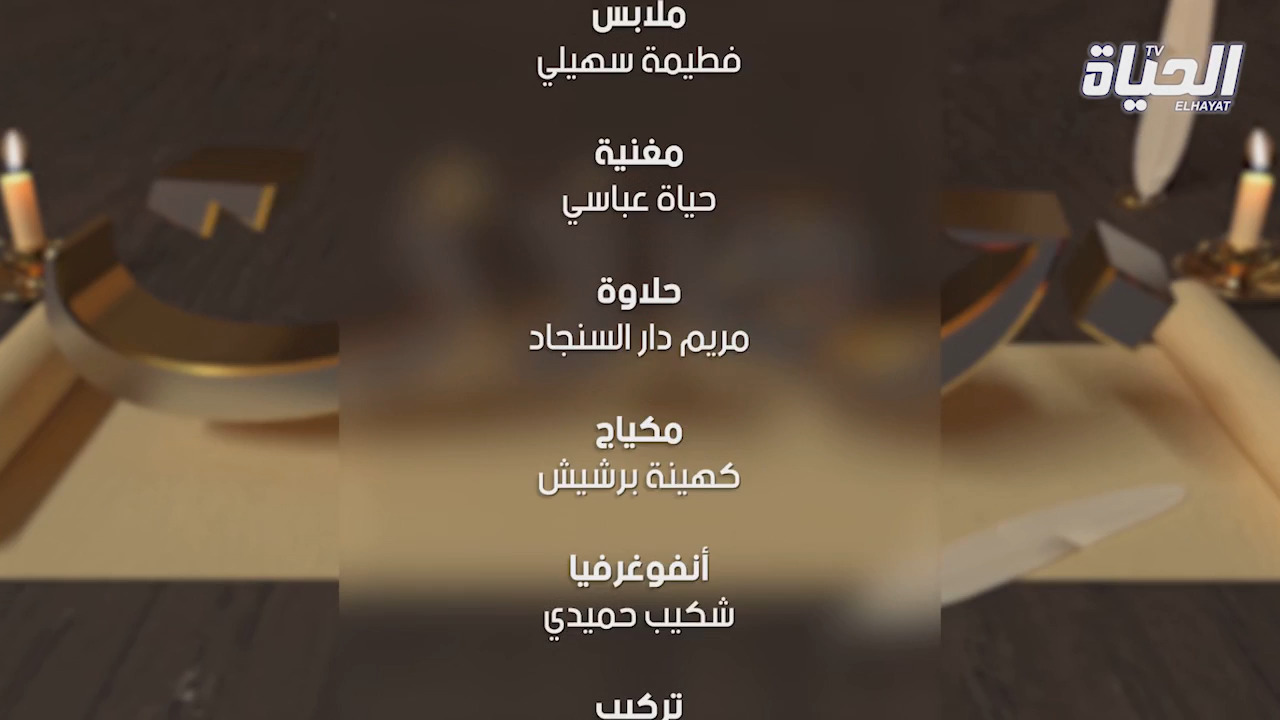 ملابس
فطيمة سهيلي
الحياة
TV
ELHAYAT
مغنية
حياة عباسي
حلاوة
مريم دار السنجاد
مكياج
كهينة برشيش
أنفوغرفيا
شكيب حميدي
تركيب